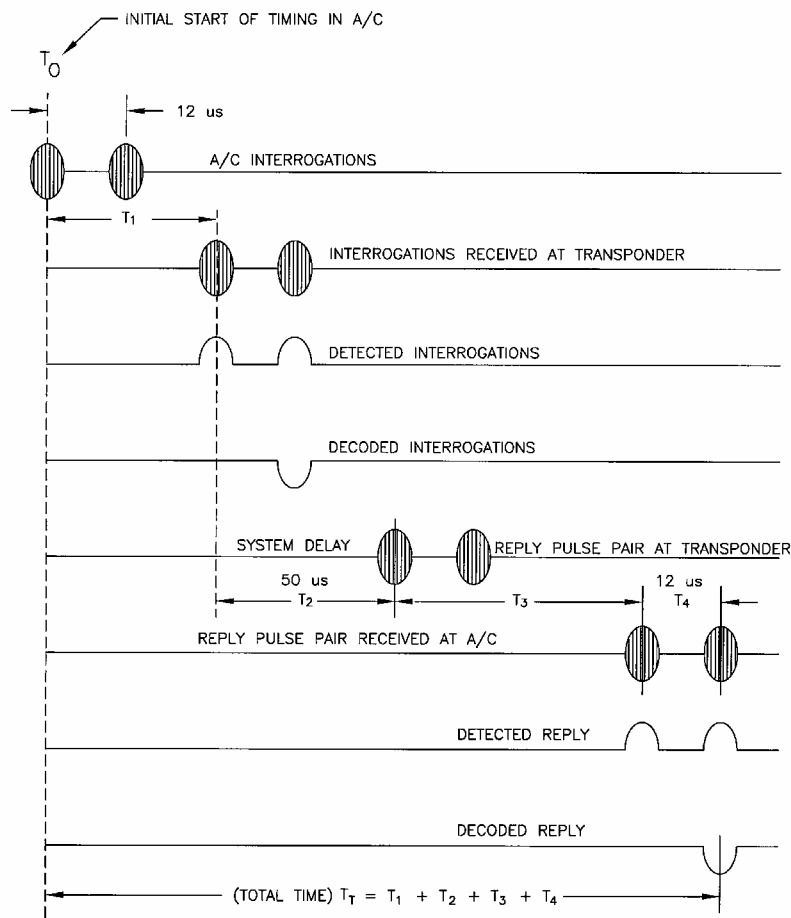 INITIAL START OF TIMING IN A/C
T0
12 us
A/C INTERROGATIONS
T1
INTERROGATIONS RECEIVED AT TRANSPONDER
DETECTED INTERROGATIONS
DECODED INTERROGATIONS
SYSTEM DELAY
REPLY PULSE PAIR AT TRANSPONDER
50 us
12 us
T2
T3
T4
REPLY PULSE PAIR RECEIVED AT A/C
DETECTED REPLY
DECODED REPLY
(TOTAL TIME) TT = T1 + T2 + T3 + T4